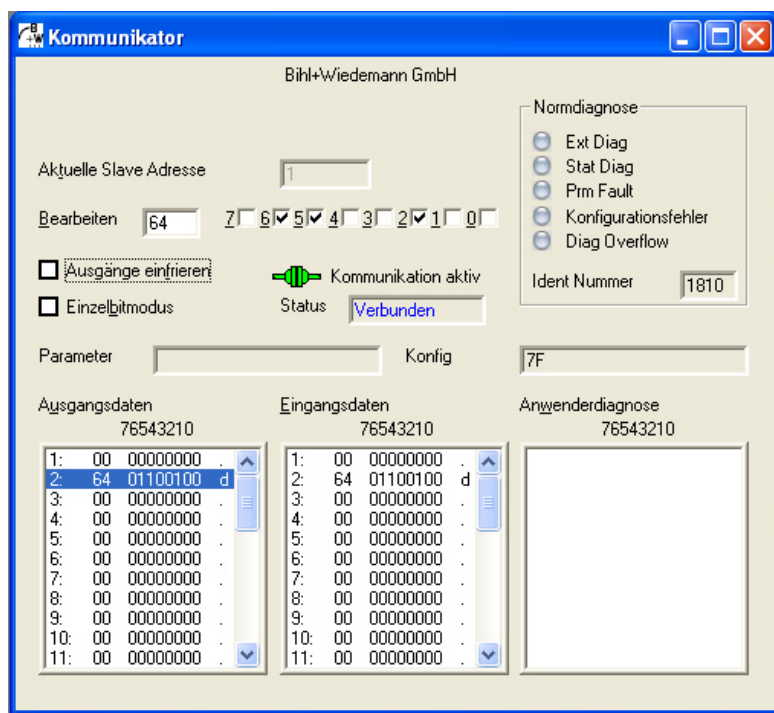 Kommunikator
Bihl+Wiedemann GmbH
Normdiagnose
Ext Diag
Stat Diag
Prm Fault
Konfigurationsfehler
Diag Overflow
Ident Nummer 1810
Aktuelle Slave Adresse 1
Bearbeiten 64 7 6 5 4 3 2 1 0
Ausgänge einfrieren
Kommunikation aktiv
Einzelbitmodus
Status Verbunden
Parameter Konfig 7F
Ausgangsdaten
76543210
1: 00 00000000 .
2: 64 01100100 d
3: 00 00000000 .
4: 00 00000000 .
5: 00 00000000 .
6: 00 00000000 .
7: 00 00000000 .
8: 00 00000000 .
9: 00 00000000 .
10: 00 00000000 .
11: 00 00000000 .
Eingangsdaten
76543210
1: 00 00000000 .
2: 64 01100100 d
3: 00 00000000 .
4: 00 00000000 .
5: 00 00000000 .
6: 00 00000000 .
7: 00 00000000 .
8: 00 00000000 .
9: 00 00000000 .
10: 00 00000000 .
11: 00 00000000 .
Anwenderdiagnose
76543210